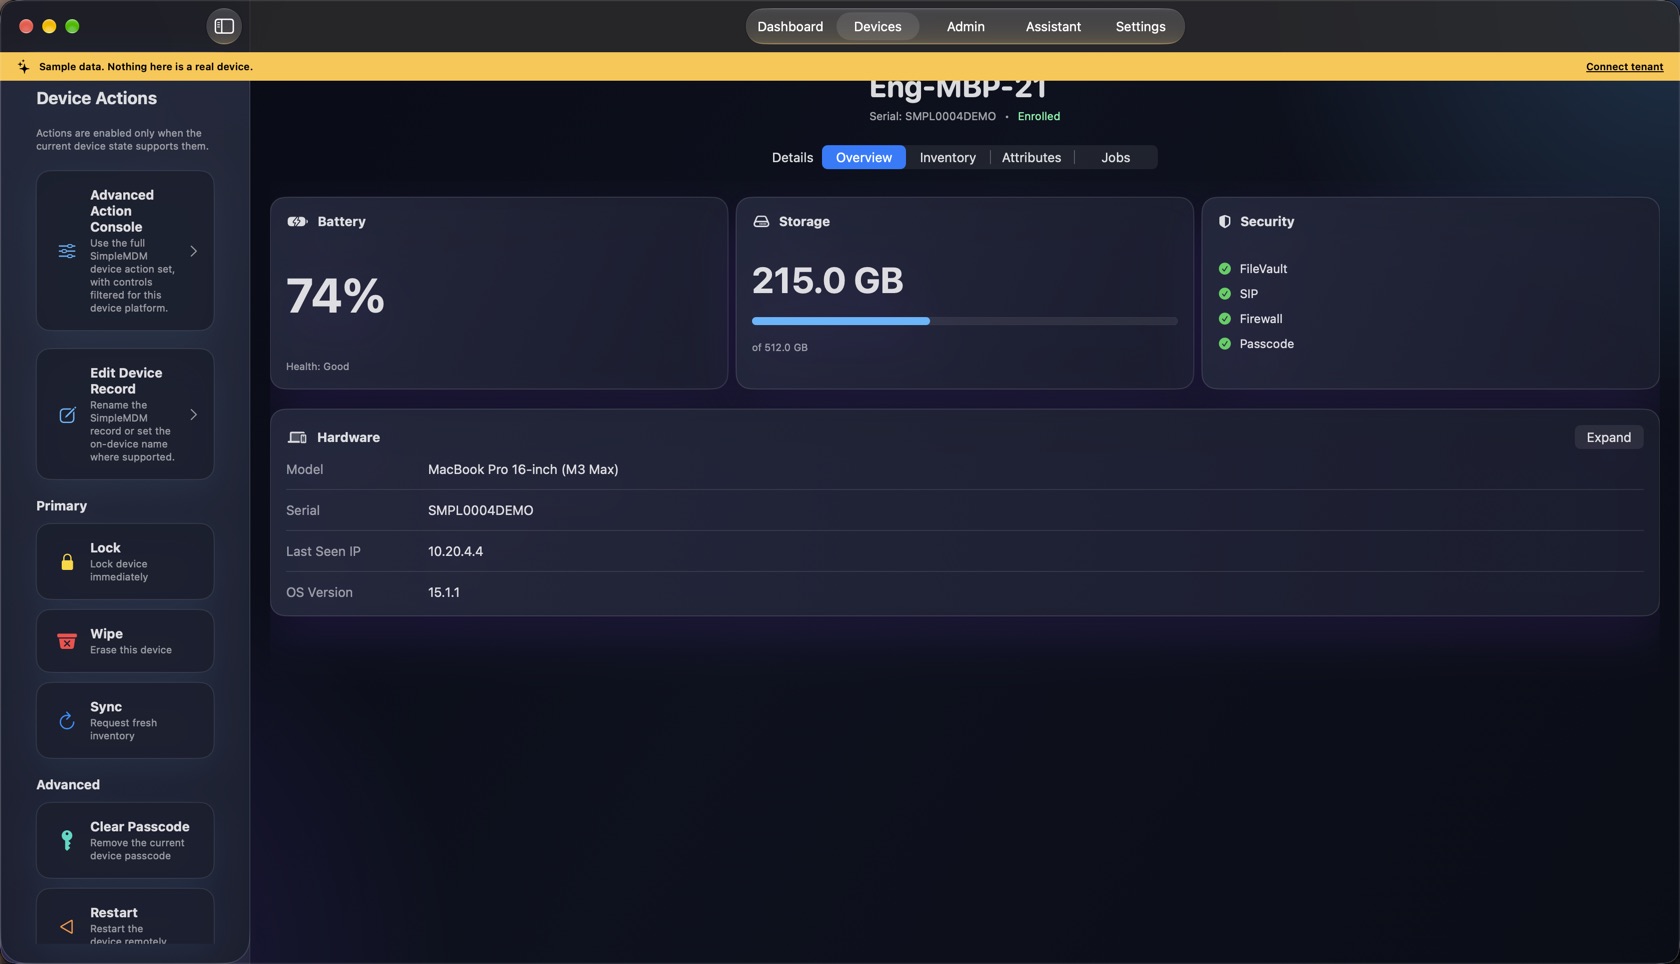 Dashboard
Devices
Admin
Assistant
Settings
Sample data. Nothing here is a real device.
Connect tenant
Device Actions
Actions are enabled only when the
current device state supports them.
Advanced
Action
Console
Use the full
SimpleMDM
device action set,
with controls
filtered for this
device platform.
Edit Device
Record
Rename the
SimpleMDM
record or set the
on-device name
where supported.
Primary
Lock
Lock device
immediately
Wipe
Erase this device
Sync
Request fresh
inventory
Advanced
Clear Passcode
Remove the current
device passcode
Restart
Restart the
device remotely
Eng-MBP-21
Serial: SMPL0004DEMO • Enrolled
Details
Overview
Inventory
Attributes
Jobs
Battery
74%
Health: Good
Storage
215.0 GB
of 512.0 GB
Security
FileVault
SIP
Firewall
Passcode
Hardware
Expand
Model MacBook Pro 16-inch (M3 Max)
Serial SMPL0004DEMO
Last Seen IP 10.20.4.4
OS Version 15.1.1